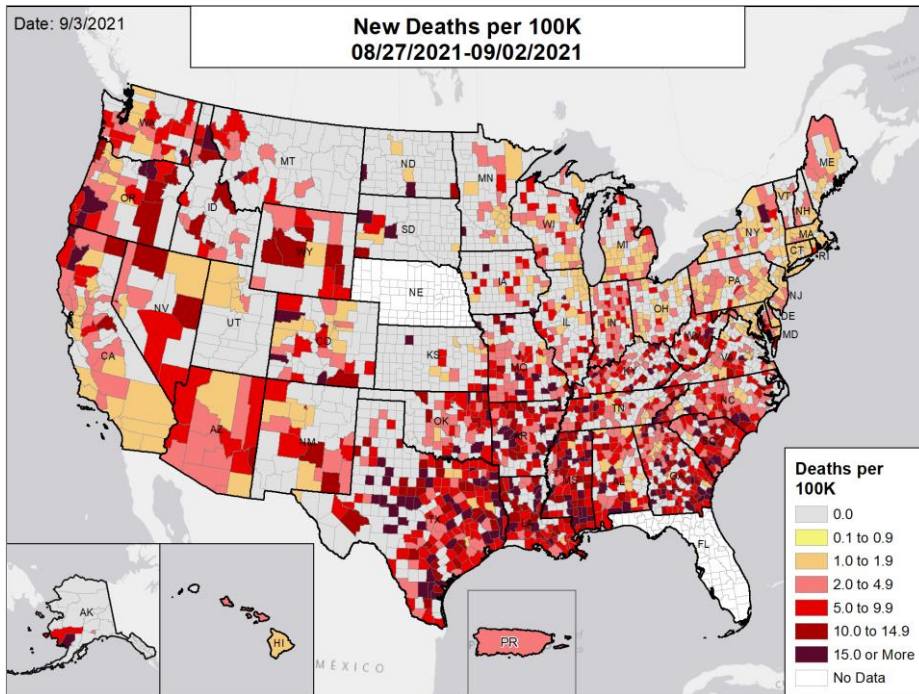 Date: 9/3/2021
New Deaths per 100K
08/27/2021-09/02/2021
WA
MT
ND
MN
ME
OR
ID
SD
WI
VT
NH
WY
MI
NY
MA
CT
RI
NE
IA
PA
NJ
NV
UT
IL
IN
OH
DE
MD
CA
CO
KS
MO
KY
WV
VA
AZ
NM
OK
AR
TN
NC
SC
TX
LA
MS
AL
GA
FL
AK
HI
PR
MÉXICO
Deaths per
100K
0.0
0.1 to 0.9
1.0 to 1.9
2.0 to 4.9
5.0 to 9.9
10.0 to 14.9
15.0 or More
No Data